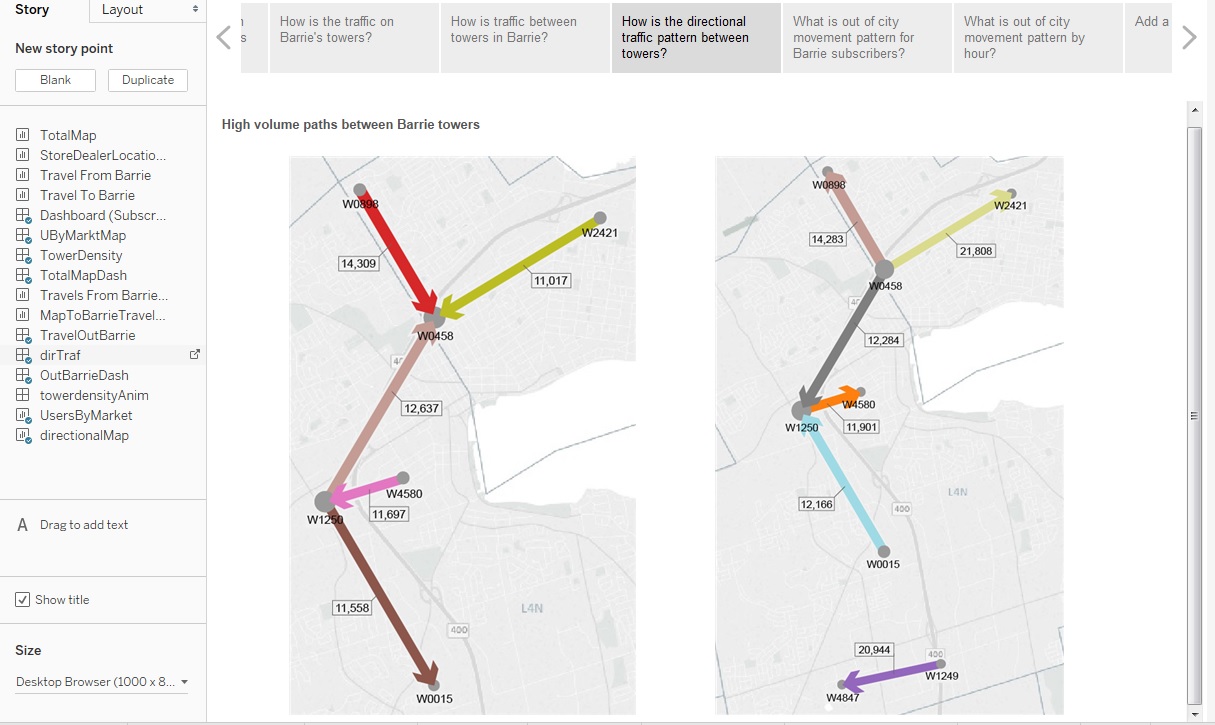 Story
Layout
New story point
Blank
Duplicate
TotalMap
StoreDealerLocatio...
Travel From Barrie
Travel To Barrie
Dashboard (Subscr...
UByMarktMap
TowerDensity
TotalMapDash
Travels From Barrie...
MapToBarrieTravel...
TravelOutBarrie
dirTraf
OutBarrieDash
towerdensityAnim
UsersByMarket
directionalMap
A Drag to add text
Show title
Size
Desktop Browser (1000 x 8...
How is the traffic on
Barrie's towers?
How is traffic between
towers in Barrie?
How is the directional
traffic pattern between
towers?
What is out of city
movement pattern for
Barrie subscribers?
What is out of city
movement pattern by
hour?
Add a
High volume paths between Barrie towers
W0898
W2421
14,309
11,017
W0458
12,637
W4580
11,697
W1250
11,558
L4N
400
W0015
W0898
W2421
14,283
21,808
W0458
12,284
W4580
W1250
11,901
L4N
12,166
400
W0015
20,944
400
W1249
W4847